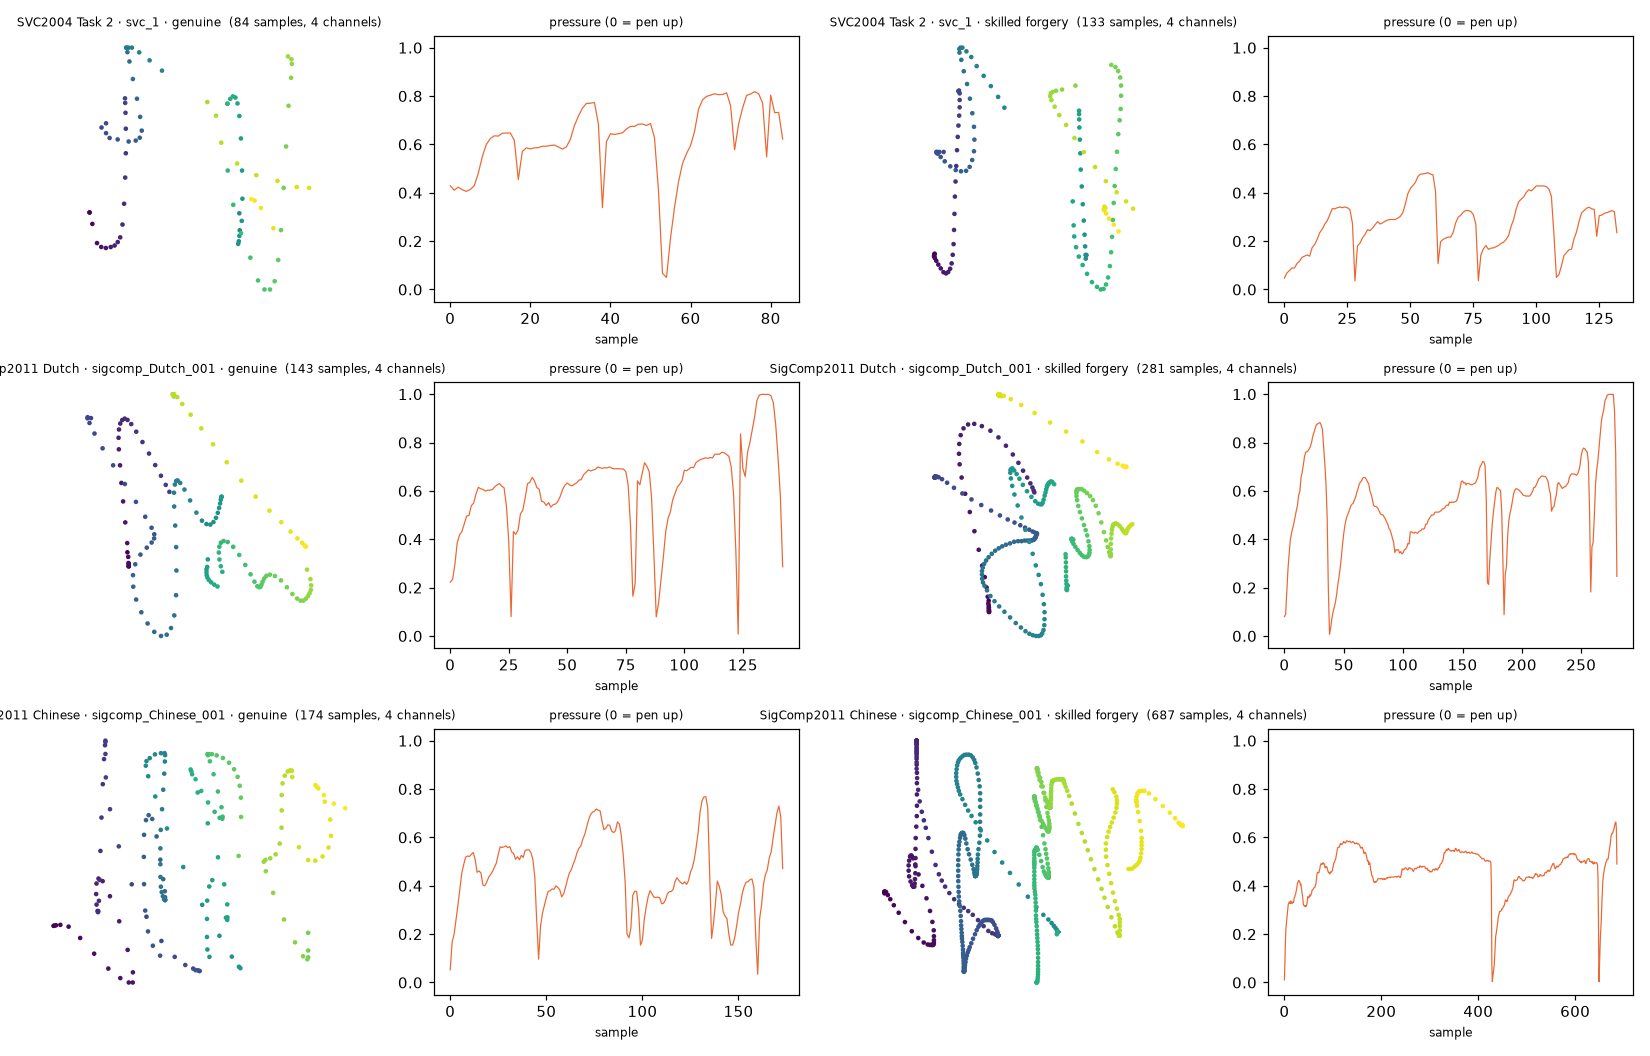 SVC2004 Task 2 · svc_1 · genuine (84 samples, 4 channels)
pressure (0 = pen up)
SVC2004 Task 2 · svc_1 · skilled forgery (133 samples, 4 channels)
pressure (0 = pen up)
1.0
0.8
0.6
0.4
0.2
0.0
0 20 40 60 80
sample
1.0
0.8
0.6
0.4
0.2
0.0
0 25 50 75 100 125
sample
p2011 Dutch · sigcomp_Dutch_001 · genuine (143 samples, 4 channels)
pressure (0 = pen up)
SigComp2011 Dutch · sigcomp_Dutch_001 · skilled forgery (281 samples, 4 channels)
pressure (0 = pen up)
1.0
0.8
0.6
0.4
0.2
0.0
0 25 50 75 100 125
sample
1.0
0.8
0.6
0.4
0.2
0.0
0 50 100 150 200 250
sample
2011 Chinese · sigcomp_Chinese_001 · genuine (174 samples, 4 channels)
pressure (0 = pen up)
SigComp2011 Chinese · sigcomp_Chinese_001 · skilled forgery (687 samples, 4 channels)
pressure (0 = pen up)
1.0
0.8
0.6
0.4
0.2
0.0
0 50 100 150
sample
1.0
0.8
0.6
0.4
0.2
0.0
0 200 400 600
sample